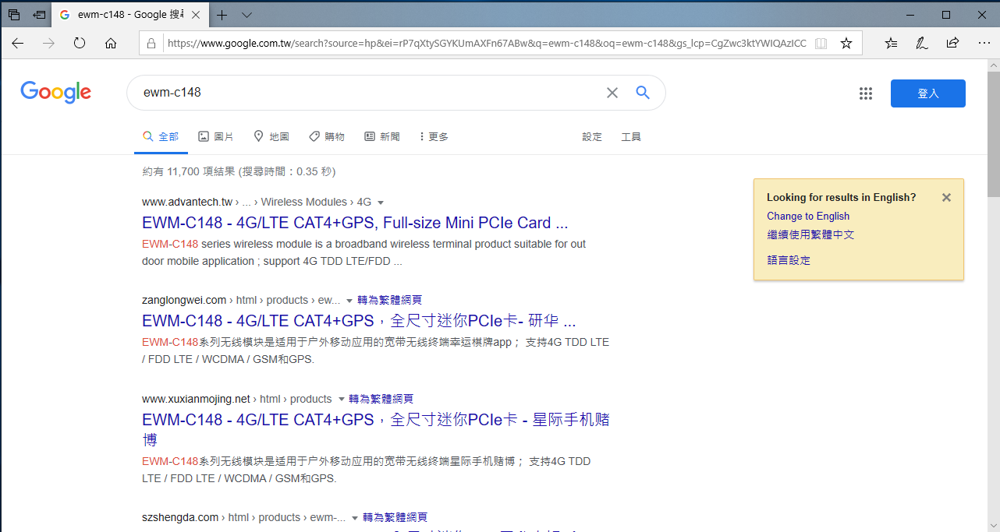 ewm-c148 - Google 搜尋
https://www.google.com.tw/search?source=hp&ei=rP7qXtySGYKUmAXFn67ABw&q=ewm-c148&oq=ewm-c148&gs_lcp=CgZwc3ktYWIQAzICC
Google
ewm-c148
登入
全部 圖片 地圖 購物 新聞 更多 設定 工具
約有 11,700 項結果 (搜尋時間：0.35 秒)
Looking for results in English?
Change to English
繼續使用繁體中文
語言設定
www.advantech.tw › ... › Wireless Modules › 4G
EWM-C148 - 4G/LTE CAT4+GPS, Full-size Mini PCIe Card ...
EWM-C148 series wireless module is a broadband wireless terminal product suitable for out
door mobile application ; support 4G TDD LTE/FDD ...
zanglongwei.com › html › products › ew... 轉為繁體網頁
EWM-C148 - 4G/LTE CAT4+GPS，全尺寸迷你PCIe卡- 研华 ...
EWM-C148系列无线模块是适用于户外移动应用的宽带无线终端幸运棋牌app； 支持4G TDD LTE
/ FDD LTE / WCDMA / GSM和GPS.
www.xuxianmojing.net › html › products 轉為繁體網頁
EWM-C148 - 4G/LTE CAT4+GPS，全尺寸迷你PCIe卡 - 星际手机赌
博
EWM-C148系列无线模块是适用于户外移动应用的宽带无线终端星际手机赌博； 支持4G TDD
LTE / FDD LTE / WCDMA / GSM和GPS.
szshengda.com › html › products › ewm-... 轉為繁體網頁